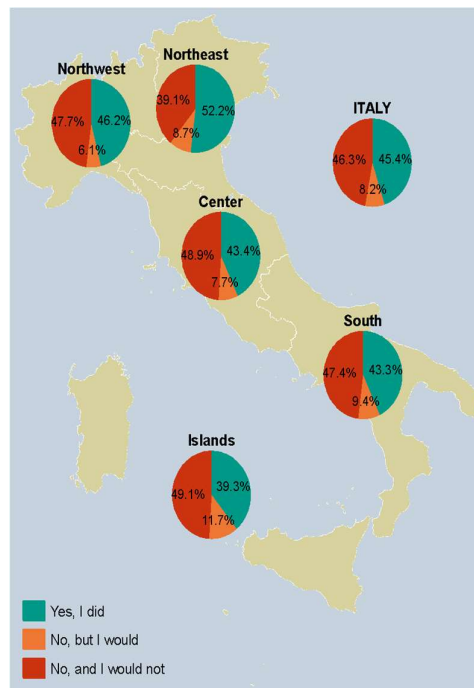 Northeast
39.1%
52.2%
8.7%
Northwest
47.7%
46.2%
6.1%
ITALY
46.3%
45.4%
8.2%
Center
48.9%
43.4%
7.7%
South
47.4%
43.3%
9.4%
Islands
49.1%
39.3%
11.7%
Yes, I did
No, but I would
No, and I would not